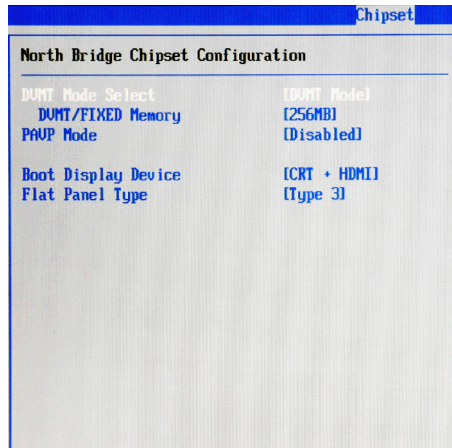 Chipset
North Bridge Chipset Configuration
DVMT Mode Select [DVMT Mode]
DVMT/FIXED Memory [256MB]
PAVP Mode [Disabled]
Boot Display Device [CRT + HDMI]
Flat Panel Type [Type 3]